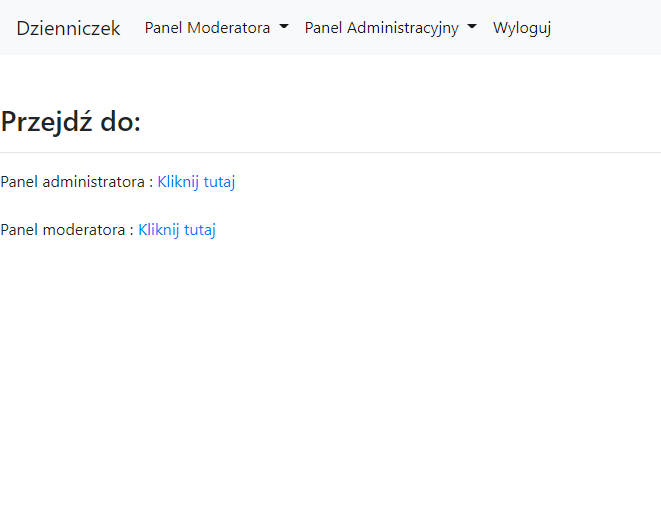 Dzienniczek Panel Moderatora Panel Administracyjny Wyloguj
Przejdź do:
Panel administratora : Kliknij tutaj
Panel moderatora : Kliknij tutaj